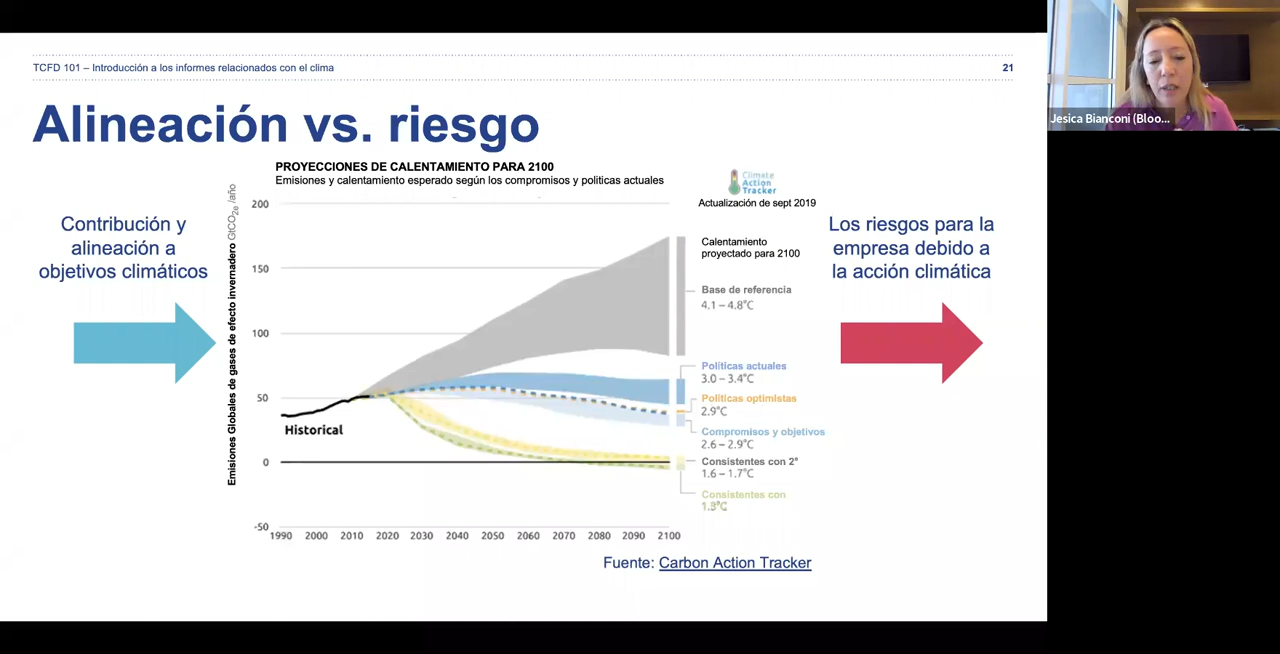 TCFD 101 – Introducción a los informes relacionados con el clima
21
Alineación vs. riesgo
PROYECCIONES DE CALENTAMIENTO PARA 2100
Emisiones y calentamiento esperado según los compromisos y politicas actuales
Climate
Action
Tracker
Actualización de sept 2019
Contribución y
alineación a
objetivos climáticos
Emisiones Globales de gases de efecto invernadero GtCO2e /año
200
150
100
50
0
-50
Historical
1990 2000 2010 2020 2030 2040 2050 2060 2070 2080 2090 2100
Calentamiento
proyectado para 2100
Base de referencia
4.1 – 4.8°C
Políticas actuales
3.0 – 3.4°C
Políticas optimistas
2.9°C
Compromisos y objetivos
2.6 – 2.9°C
Consistentes con 2°
1.6 – 1.7°C
Consistentes con
Los riesgos para la
empresa debido a
la acción climática
Fuente: Carbon Action Tracker
Jesica Bianconi (Bloo...